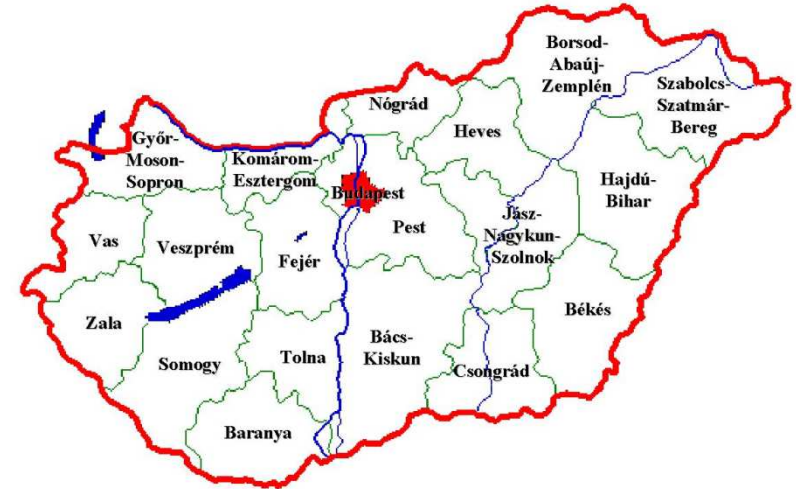 Borsod-
Abaúj-
Zemplén
Szabolcs-
Szatmár-
Bereg
Nógrád
Heves
Győr-
Moson-
Sopron
Komárom-
Esztergom
Budapest
Hajdú-
Bihar
Pest
Jász-
Nagykun-
Szolnok
Vas
Veszprém
Fejér
Zala
Somogy
Tolna
Bács-
Kiskun
Békés
Csongrád
Baranya